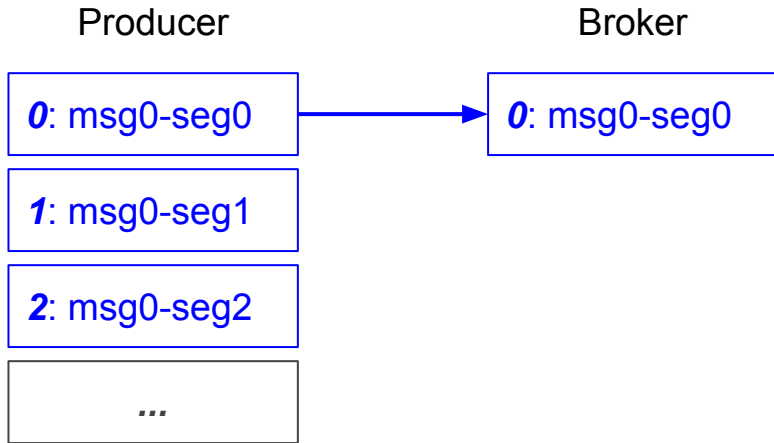 Producer
Broker
0: msg0-seg0
0: msg0-seg0
1: msg0-seg1
2: msg0-seg2
...